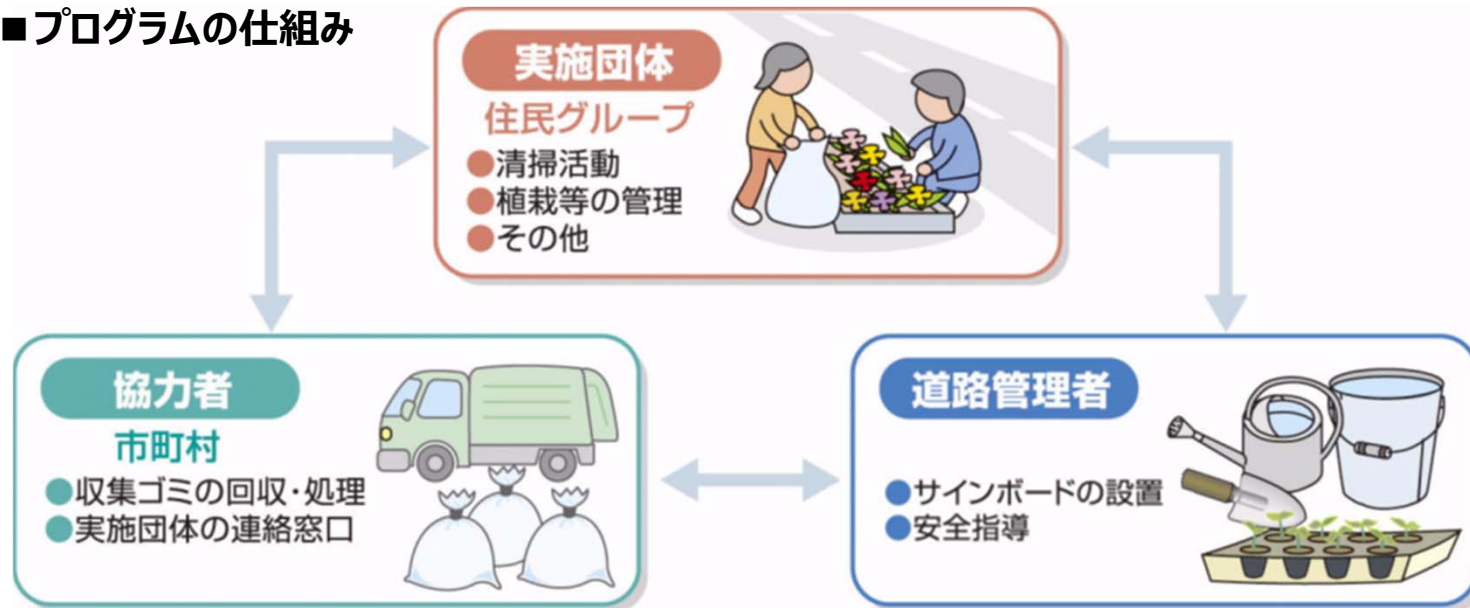 ■プログラムの仕組み
実施団体
住民グループ
●清掃活動
●植栽等の管理
●その他
協力者
市町村
●収集ゴミの回収・処理
●実施団体の連絡窓口
道路管理者
●サインボードの設置
●安全指導